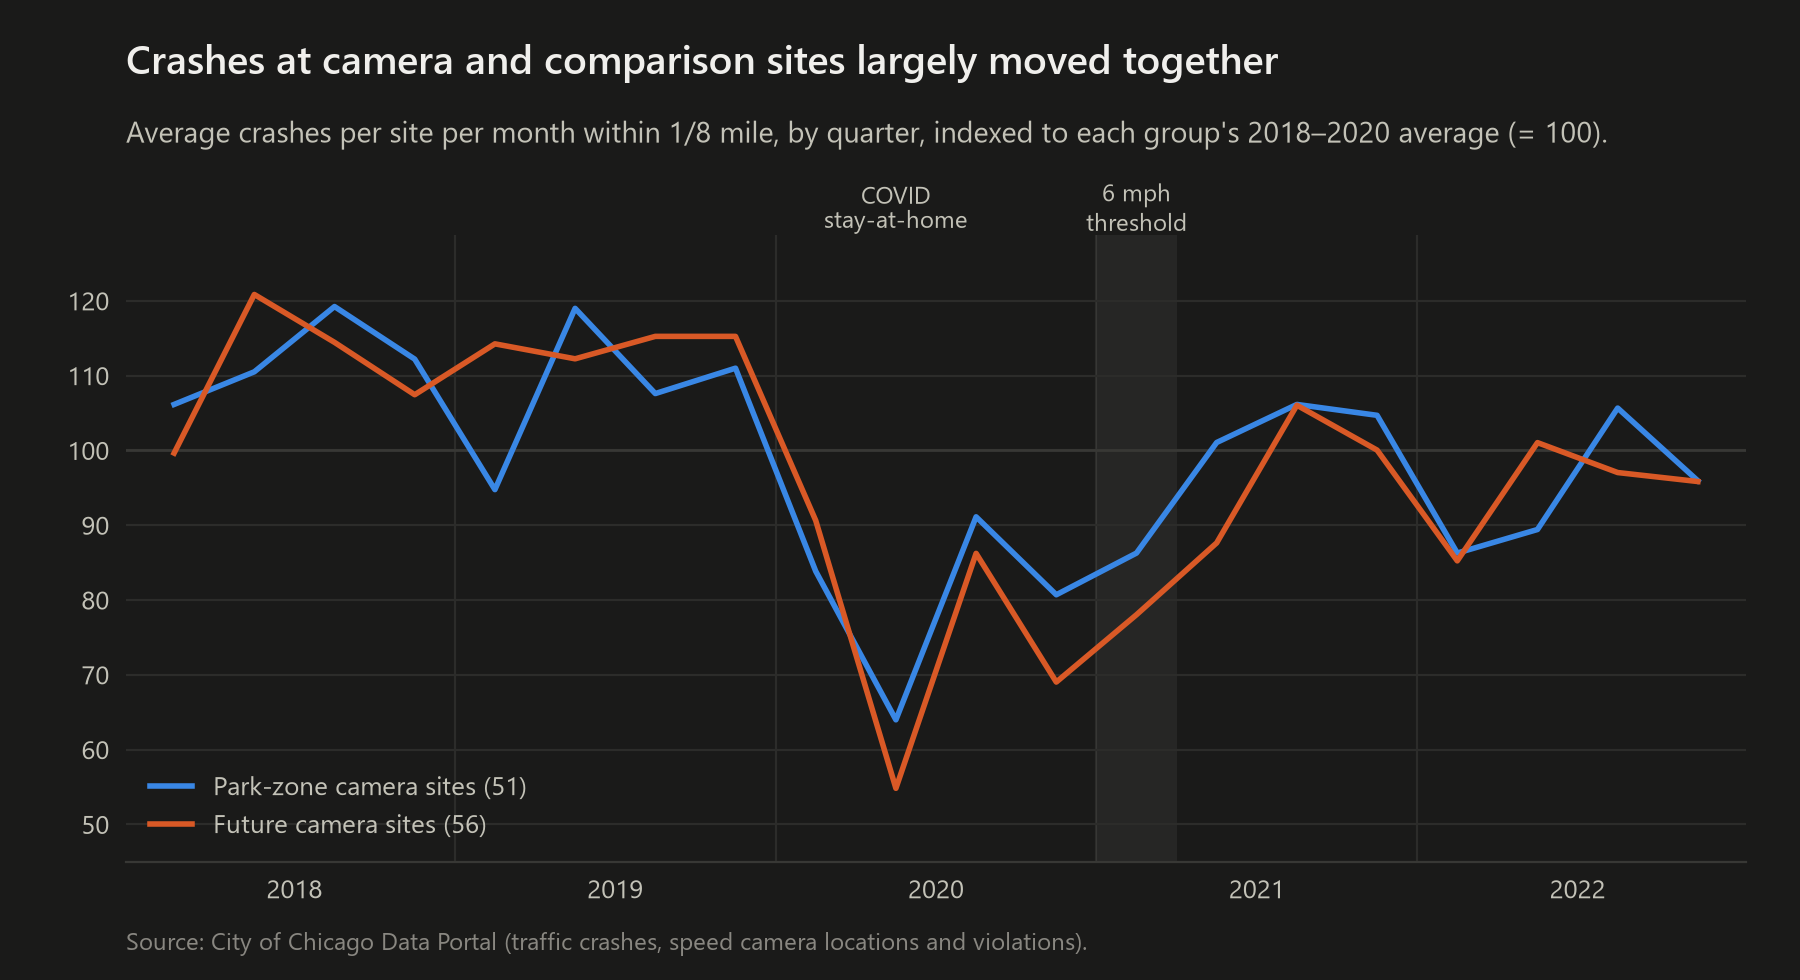 Crashes at camera and comparison sites largely moved together
Average crashes per site per month within 1/8 mile, by quarter, indexed to each group's 2018–2020 average (= 100).
COVID
stay-at-home
6 mph
threshold
120
110
100
90
80
70
60
50
Park-zone camera sites (51)
Future camera sites (56)
2018
2019
2020
2021
2022
Source: City of Chicago Data Portal (traffic crashes, speed camera locations and violations).